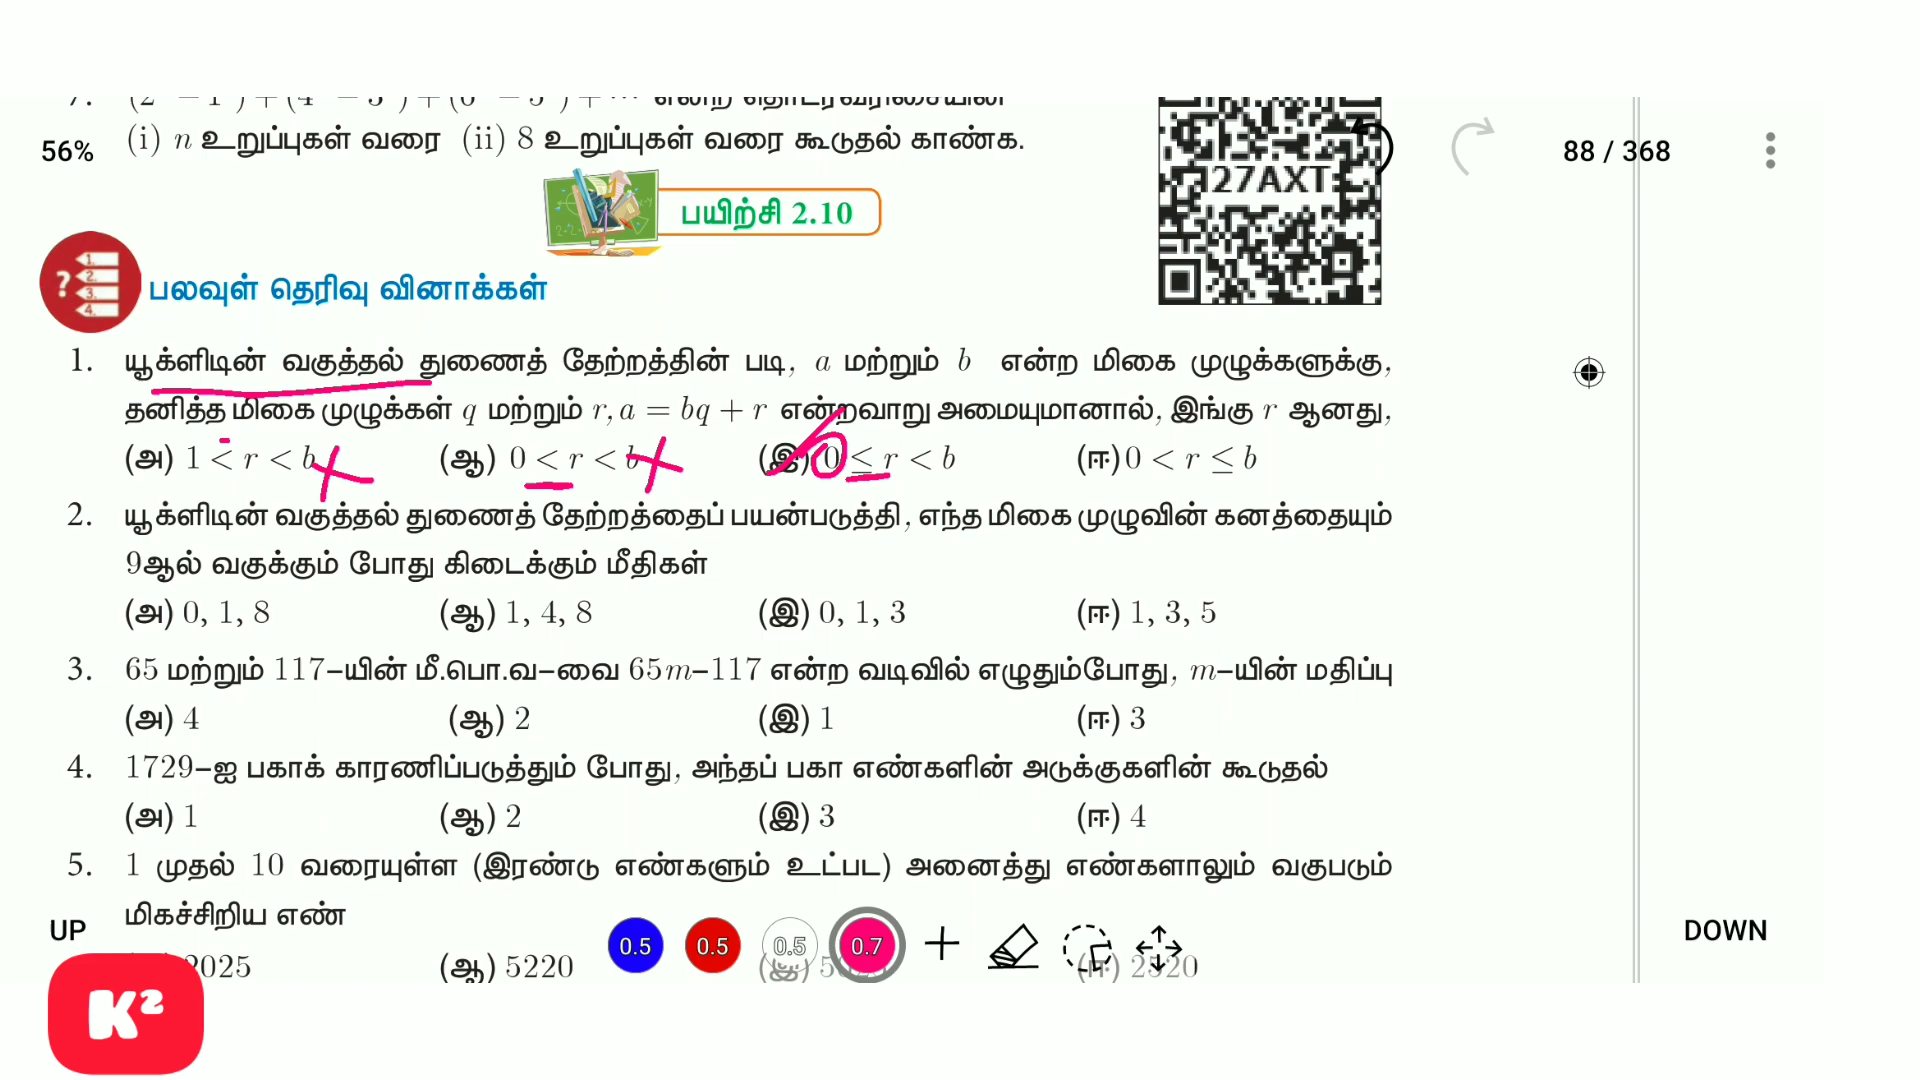 (i) n உறுப்புகள் வரை (ii) 8 உறுப்புகள் வரை கூடுதல் காண்க.
56%
27AXT
88 / 368
பயிற்சி 2.10
?
1.
2.
3.
4.
பலவுள் தெரிவு வினாக்கள்
1. யூக்ளிடின் வகுத்தல் துணைத் தேற்றத்தின் படி, a மற்றும் b என்ற மிகை முழுக்களுக்கு,
தனித்த மிகை முழுக்கள் q மற்றும் r, a = bq + r என்றவாறு அமையுமானால், இங்கு r ஆனது,
(அ) 1 < r < b (ஆ) 0 < r < b (இ) 0 ≤ r < b (ஈ) 0 < r ≤ b
2. யூக்ளிடின் வகுத்தல் துணைத் தேற்றத்தைப் பயன்படுத்தி, எந்த மிகை முழுவின் கனத்தையும்
9ஆல் வகுக்கும் போது கிடைக்கும் மீதிகள்
(அ) 0, 1, 8 (ஆ) 1, 4, 8 (இ) 0, 1, 3 (ஈ) 1, 3, 5
3. 65 மற்றும் 117–யின் மீ.பொ.வ–வை 65m–117 என்ற வடிவில் எழுதும்போது, m–யின் மதிப்பு
(அ) 4 (ஆ) 2 (இ) 1 (ஈ) 3
4. 1729–ஐ பகாக் காரணிப்படுத்தும் போது, அந்தப் பகா எண்களின் அடுக்குகளின் கூடுதல்
(அ) 1 (ஆ) 2 (இ) 3 (ஈ) 4
5. 1 முதல் 10 வரையுள்ள (இரண்டு எண்களும் உட்பட) அனைத்து எண்களாலும் வகுபடும்
மிகச்சிறிய எண்
UP
0.5 0.5 0.5 0.7
DOWN
2025 (ஆ) 5220 (இ) (ஈ) 2520
K²